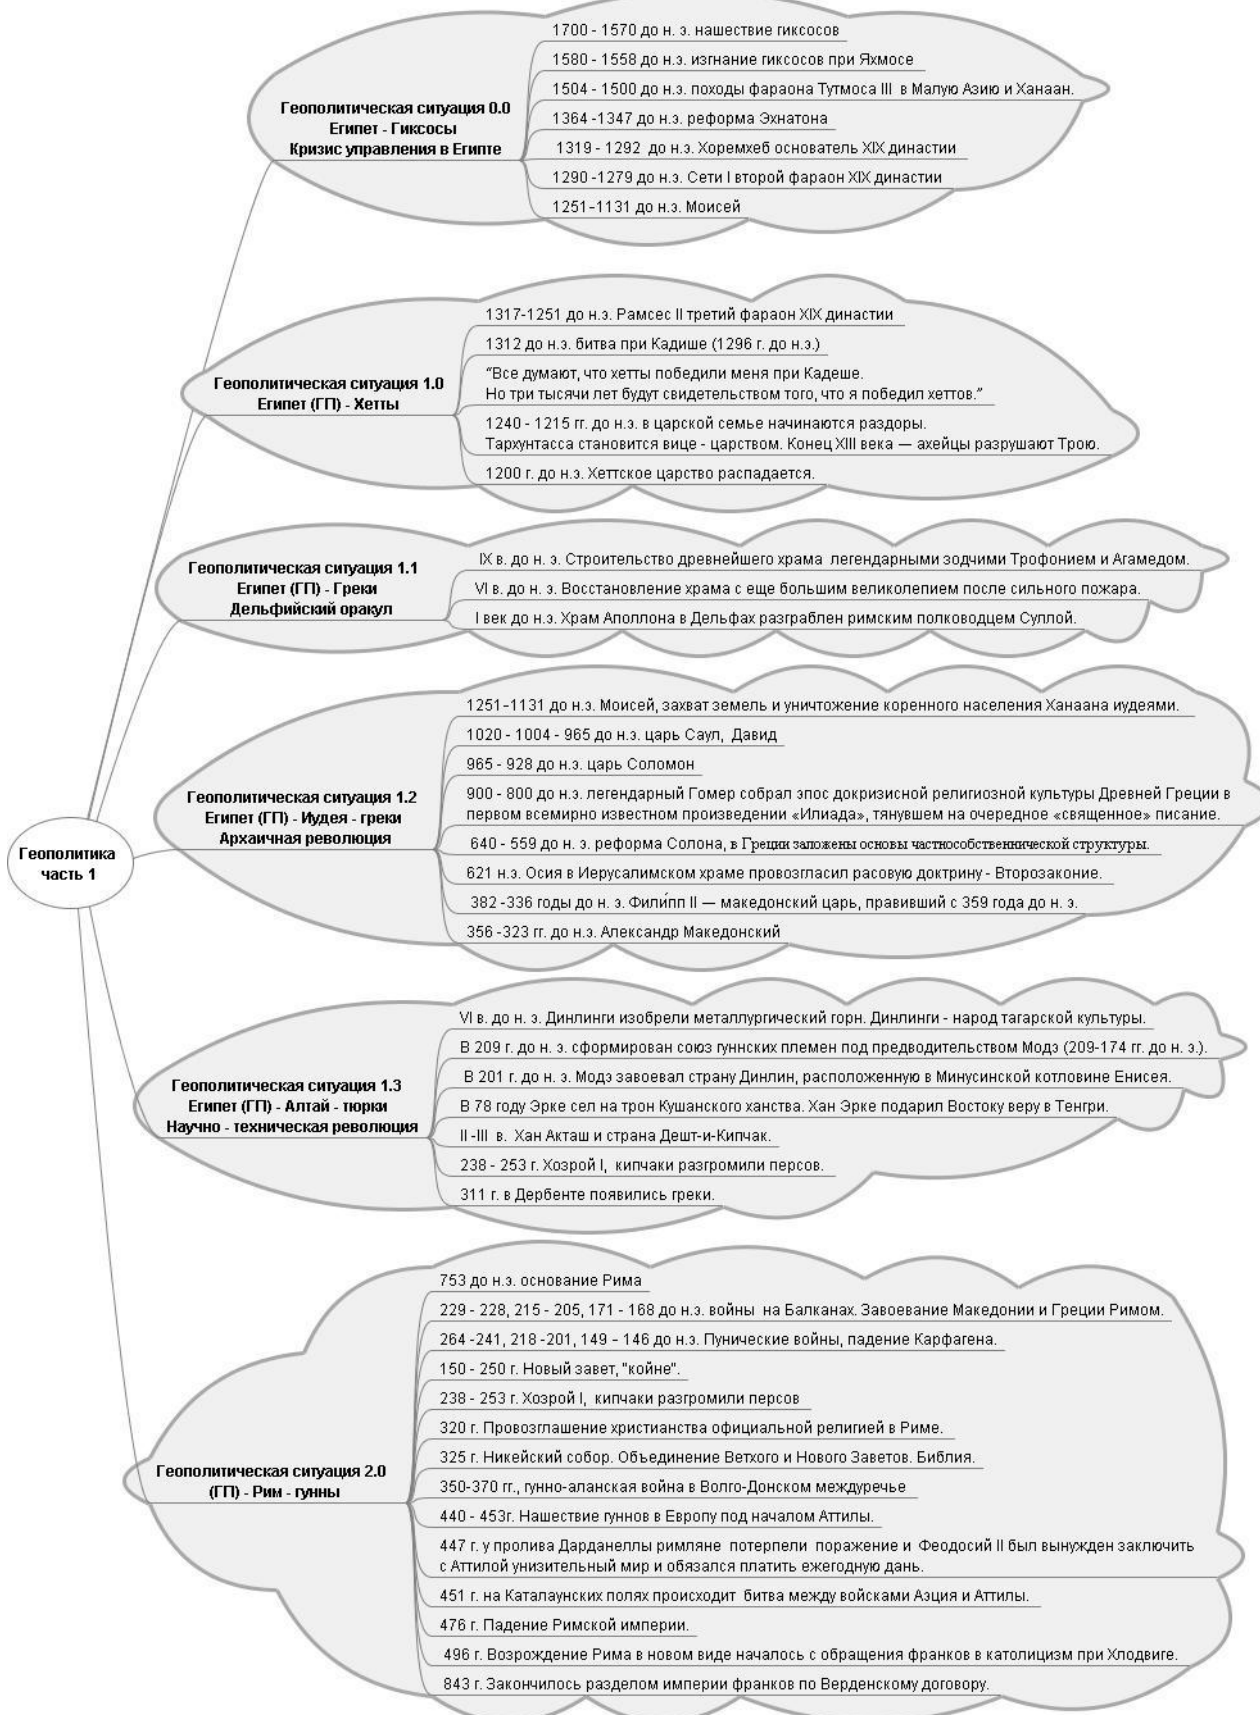 1700 - 1570 до н. э. нашествие гиксосов
1580 - 1558 до н.э. изгнание гиксосов при Яхмосе
1504 - 1500 до н.э. походы фараона Тутмоса III в Малую Азию и Ханаан.
Геополитическая ситуация 0.0
Египет - Гиксосы
Кризис управления в Египте
1364 -1347 до н.э. реформа Эхнатона
1319 - 1292 до н.э. Хоремхеб основатель XIX династии
1290 -1279 до н.э. Сети I второй фараон XIX династии
1251-1131 до н.э. Моисей
1317-1251 до н.э. Рамсес II третий фараон XIX династии
1312 до н.э. битва при Кадише (1296 г. до н.э.)
Геополитическая ситуация 1.0
Египет (ГП) - Хетты
"Все думают, что хетты победили меня при Кадеше.
Но три тысячи лет будут свидетельством того, что я победил хеттов."
1240 - 1215 гг. до н.э. в царской семье начинаются раздоры.
Тархунтасса становится вице - царством. Конец XIII века — ахейцы разрушают Трою.
1200 г. до н.э. Хеттское царство распадается.
Геополитическая ситуация 1.1
Египет (ГП) - Греки
Дельфийский оракул
IX в. до н. э. Строительство древнейшего храма легендарными зодчими Трофонием и Агамедом.
VI в. до н. э. Восстановление храма с еще большим великолепием после сильного пожара.
I век до н.э. Храм Аполлона в Дельфах разграблен римским полководцем Суллой.
1251-1131 до н.э. Моисей, захват земель и уничтожение коренного населения Ханаана иудеями.
1020 - 1004 - 965 до н.э. царь Саул, Давид
965 - 928 до н.э. царь Соломон
Геополитическая ситуация 1.2
Египет (ГП) - Иудея - греки
Архаичная революция
900 - 800 до н.э. легендарный Гомер собрал эпос докризисной религиозной культуры Древней Греции в
первом всемирно известном произведении «Илиада», тянувшем на очередное «священное» писание.
640 - 559 до н. э. реформа Солона, в Греции заложены основы частнособственнической структуры.
Геополитика
часть 1
621 н.э. Осия в Иерусалимском храме провозгласил расовую доктрину - Второзаконие.
382 -336 годы до н. э. Фили́пп II — македонский царь, правивший с 359 года до н. э.
356 -323 гг. до н.э. Александр Македонский
VI в. до н. э. Динлинги изобрели металлургический горн. Динлинги - народ тагарской культуры.
В 209 г. до н. э. сформирован союз гуннских племен под предводительством Модэ (209-174 гг. до н. э.).
В 201 г. до н. э. Модэ завоевал страну Динлин, расположенную в Минусинской котловине Енисея.
Геополитическая ситуация 1.3
Египет (ГП) - Алтай - тюрки
Научно - техническая революция
В 78 году Эрке сел на трон Кушанского ханства. Хан Эрке подарил Востоку веру в Тенгри.
II -III в. Хан Акташ и страна Дешт-и-Кипчак.
238 - 253 г. Хозрой I, кипчаки разгромили персов.
311 г. в Дербенте появились греки.
753 до н.э. основание Рима
229 - 228, 215 - 205, 171 - 168 до н.э. войны на Балканах. Завоевание Македонии и Греции Римом.
264 -241, 218 -201, 149 - 146 до н.э. Пунические войны, падение Карфагена.
150 - 250 г. Новый завет, "койне".
238 - 253 г. Хозрой I, кипчаки разгромили персов
320 г. Провозглашение христианства официальной религией в Риме.
325 г. Никейский собор. Объединение Ветхого и Нового Заветов. Библия.
Геополитическая ситуация 2.0
(ГП) - Рим - гунны
350-370 гг., гунно-аланская война в Волго-Донском междуречье
440 - 453г. Нашествие гуннов в Европу под началом Аттилы.
447 г. у пролива Дарданеллы римляне потерпели поражение и Феодосий II был вынужден заключить
с Аттилой унизительный мир и обязался платить ежегодную дань.
451 г. на Каталаунских полях происходит битва между войсками Аэция и Аттилы.
476 г. Падение Римской империи.
496 г. Возрождение Рима в новом виде началось с обращения франков в католицизм при Хлодвиге.
843 г. Закончилось разделом империи франков по Верденскому договору.